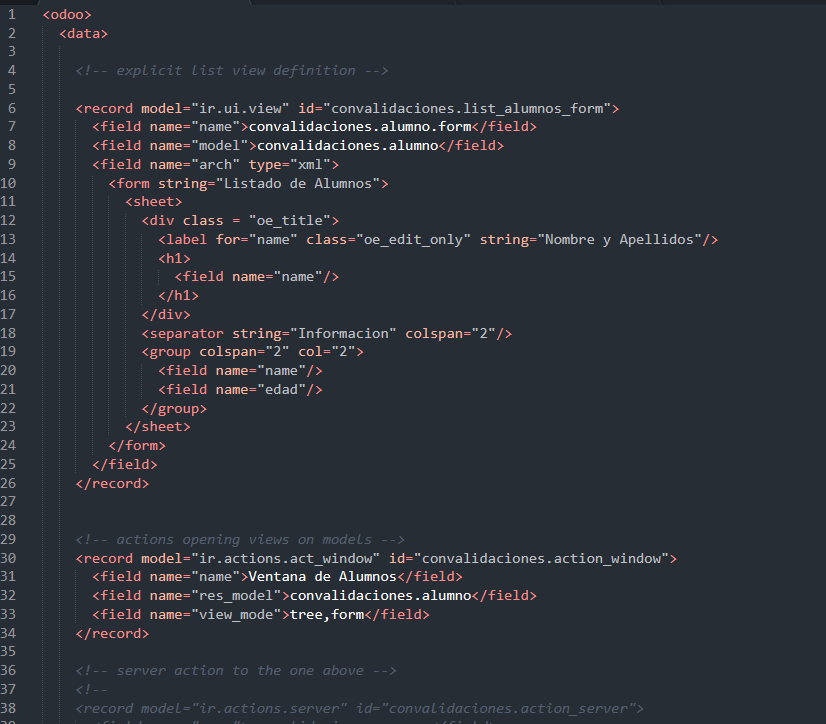 1 <odoo>
2 <data>
3
4 <!-- explicit list view definition -->
5
6 <record model="ir.ui.view" id="convalidaciones.list_alumnos_form">
7 <field name="name">convalidaciones.alumno.form</field>
8 <field name="model">convalidaciones.alumno</field>
9 <field name="arch" type="xml">
10 <form string="Listado de Alumnos">
11 <sheet>
12 <div class = "oe_title">
13 <label for="name" class="oe_edit_only" string="Nombre y Apellidos"/>
14 <h1>
15 <field name="name"/>
16 </h1>
17 </div>
18 <separator string="Informacion" colspan="2"/>
19 <group colspan="2" col="2">
20 <field name="name"/>
21 <field name="edad"/>
22 </group>
23 </sheet>
24 </form>
25 </field>
26 </record>
27
28
29 <!-- actions opening views on models -->
30 <record model="ir.actions.act_window" id="convalidaciones.action_window">
31 <field name="name">Ventana de Alumnos</field>
32 <field name="res_model">convalidaciones.alumno</field>
33 <field name="view_mode">tree,form</field>
34 </record>
35
36 <!-- server action to the one above -->
37 <!--
38 <record model="ir.actions.server" id="convalidaciones.action_server">